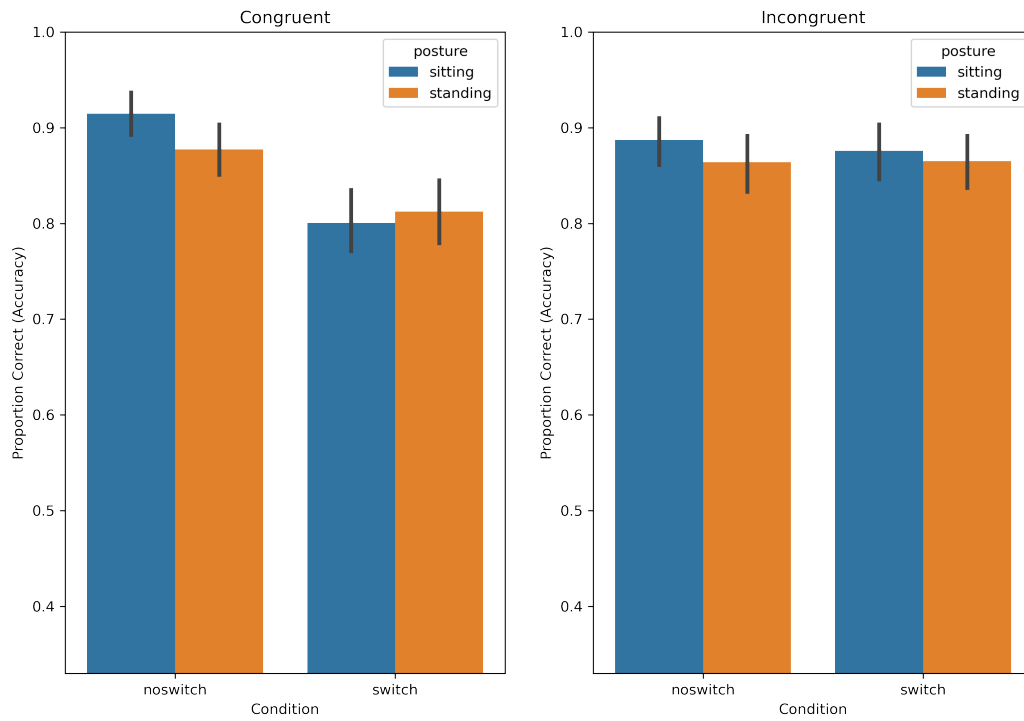 Congruent
1.0
0.9
0.8
0.7
0.6
0.5
0.4
Proportion Correct (Accuracy)
posture
sitting
standing
noswitch
switch
Condition
Incongruent
1.0
0.9
0.8
0.7
0.6
0.5
0.4
Proportion Correct (Accuracy)
posture
sitting
standing
noswitch
switch
Condition